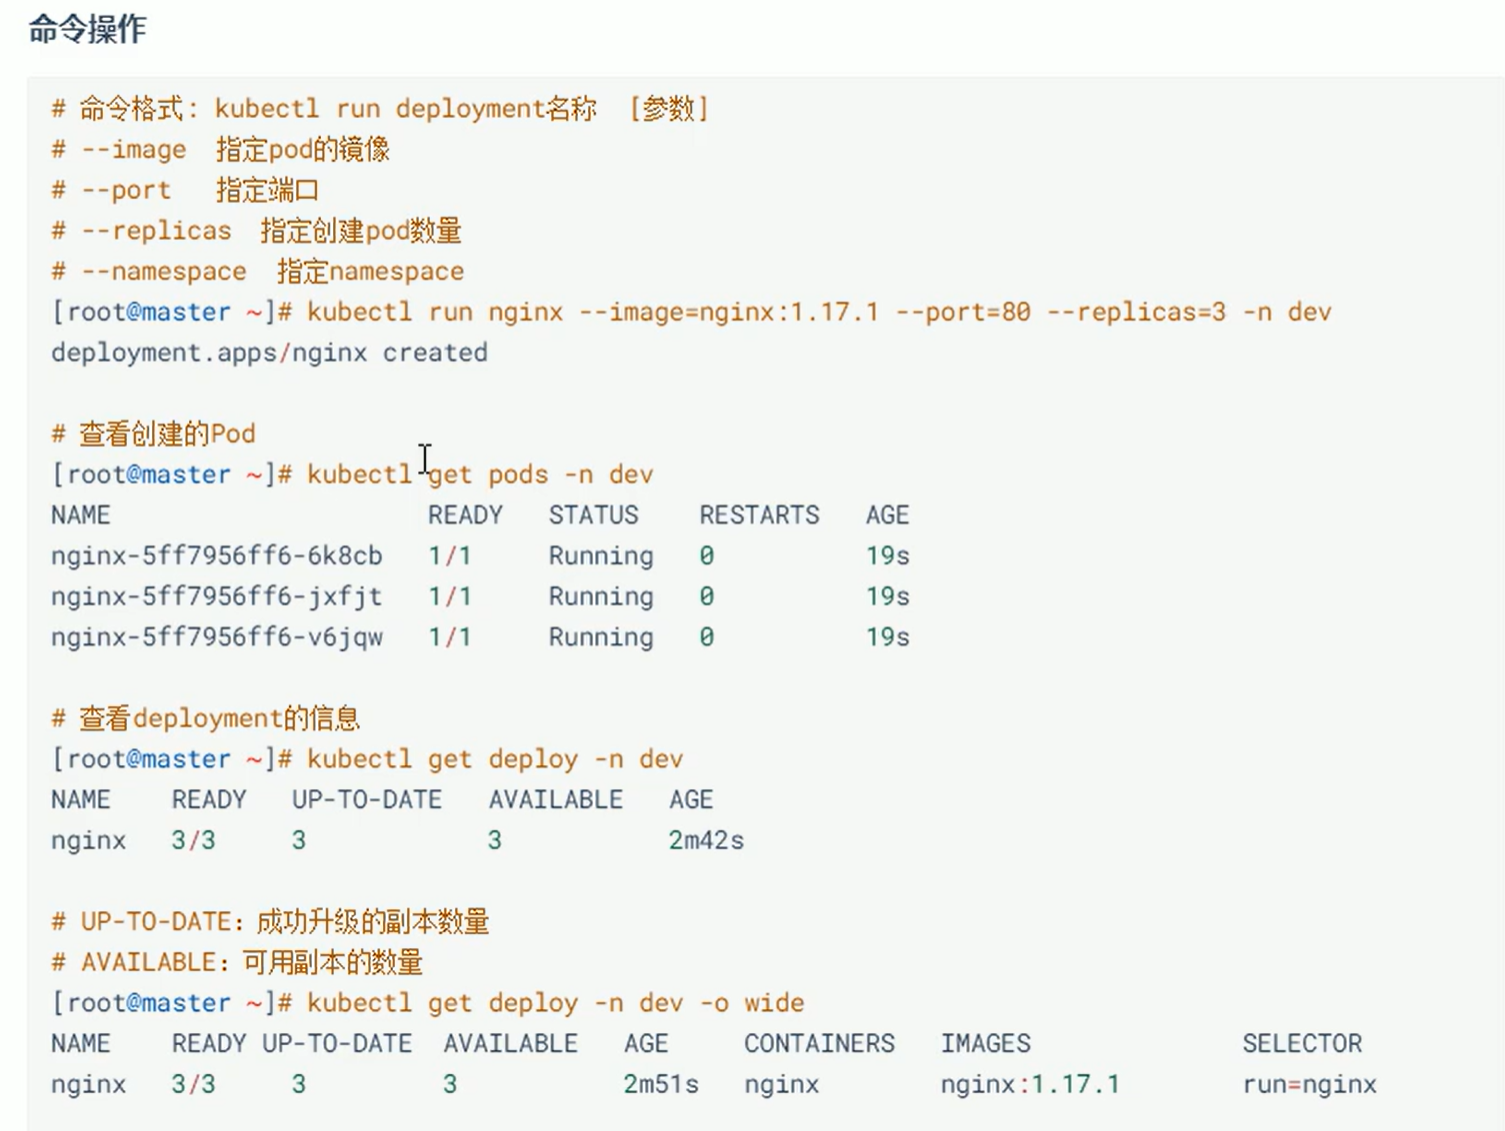 命令操作
# 命令格式: kubectl run deployment名称 [参数]
# --image 指定pod的镜像
# --port 指定端口
# --replicas 指定创建pod数量
# --namespace 指定namespace
[root@master ~]# kubectl run nginx --image=nginx:1.17.1 --port=80 --replicas=3 -n dev
deployment.apps/nginx created
# 查看创建的Pod
[root@master ~]# kubectl get pods -n dev
NAME READY STATUS RESTARTS AGE
nginx-5ff7956ff6-6k8cb 1/1 Running 0 19s
nginx-5ff7956ff6-jxfjt 1/1 Running 0 19s
nginx-5ff7956ff6-v6jqw 1/1 Running 0 19s
# 查看deployment的信息
[root@master ~]# kubectl get deploy -n dev
NAME READY UP-TO-DATE AVAILABLE AGE
nginx 3/3 3 3 2m42s
# UP-TO-DATE：成功升级的副本数量
# AVAILABLE：可用副本的数量
[root@master ~]# kubectl get deploy -n dev -o wide
NAME READY UP-TO-DATE AVAILABLE AGE CONTAINERS IMAGES SELECTOR
nginx 3/3 3 3 2m51s nginx nginx:1.17.1 run=nginx